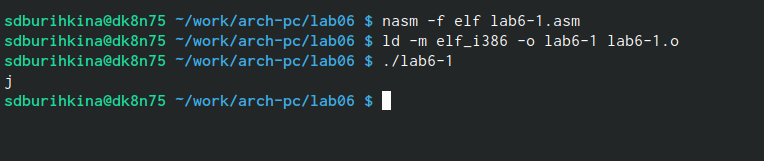 sdburihkina@dk8n75 ~/work/arch-pc/lab06 $ nasm -f elf lab6-1.asm
sdburihkina@dk8n75 ~/work/arch-pc/lab06 $ ld -m elf_i386 -o lab6-1 lab6-1.o
sdburihkina@dk8n75 ~/work/arch-pc/lab06 $ ./lab6-1
j
sdburihkina@dk8n75 ~/work/arch-pc/lab06 $